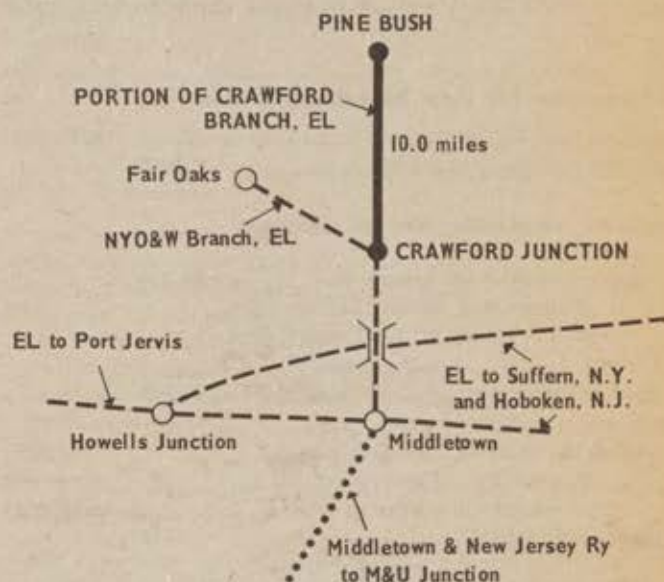 PINE BUSH
PORTION OF CRAWFORD
BRANCH, EL
10.0 miles
Fair Oaks
NYO&W Branch, EL
CRAWFORD JUNCTION
EL to Port Jervis
EL to Suffern, N.Y.
and Hoboken, N.J.
Howells Junction
Middletown
Middletown & New Jersey Ry
to M&U Junction